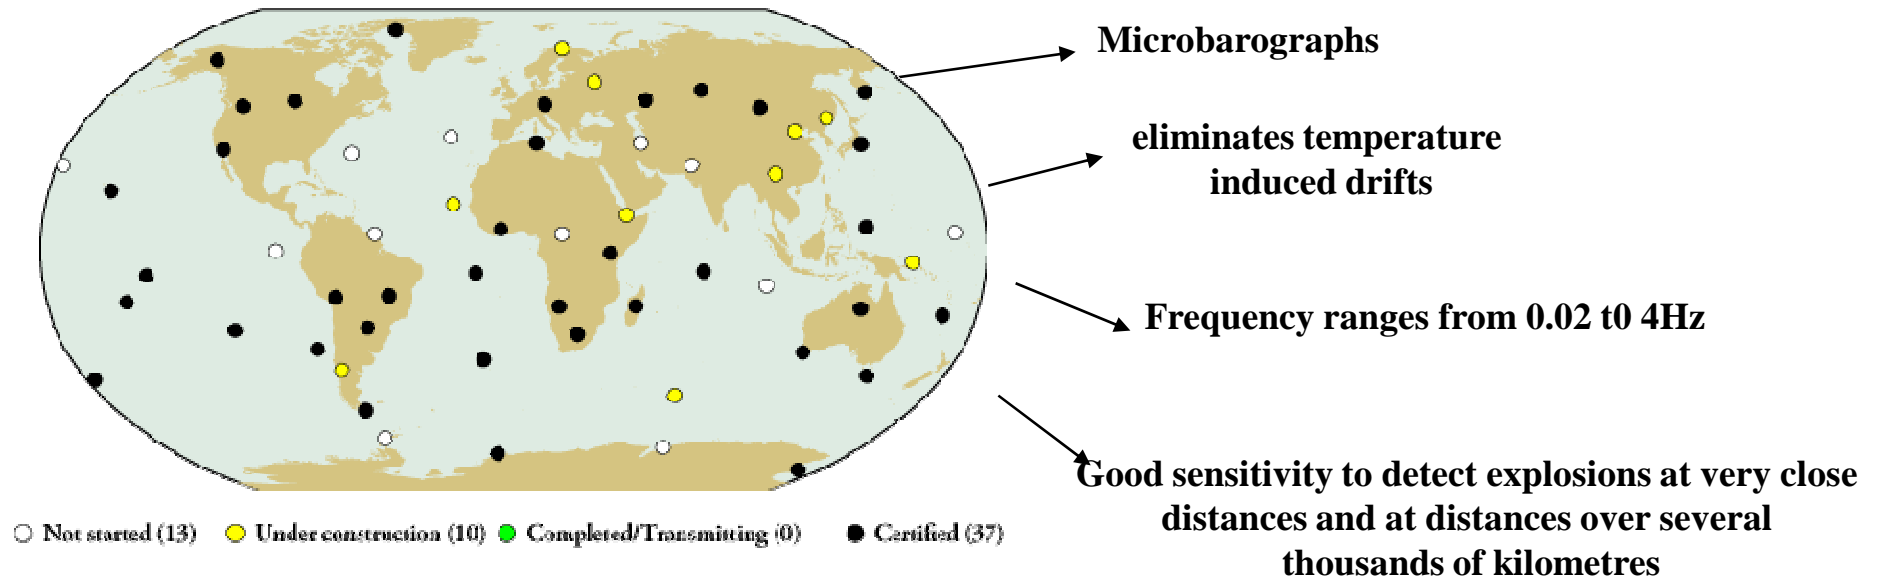 Microbarographs
eliminates temperature
induced drifts
Frequency ranges from 0.02 t0 4Hz
Good sensitivity to detect explosions at very close
distances and at distances over several
thousands of kilometres
Not started (13) Under construction (10) Completed/Transmitting (0) Certified (37)